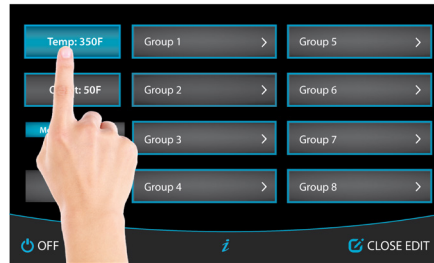 Temp: 350F
Group 1
Group 5
t: 50F
Group 2
Group 6
Group 3
Group 7
Group 4
Group 8
OFF
i
CLOSE EDIT